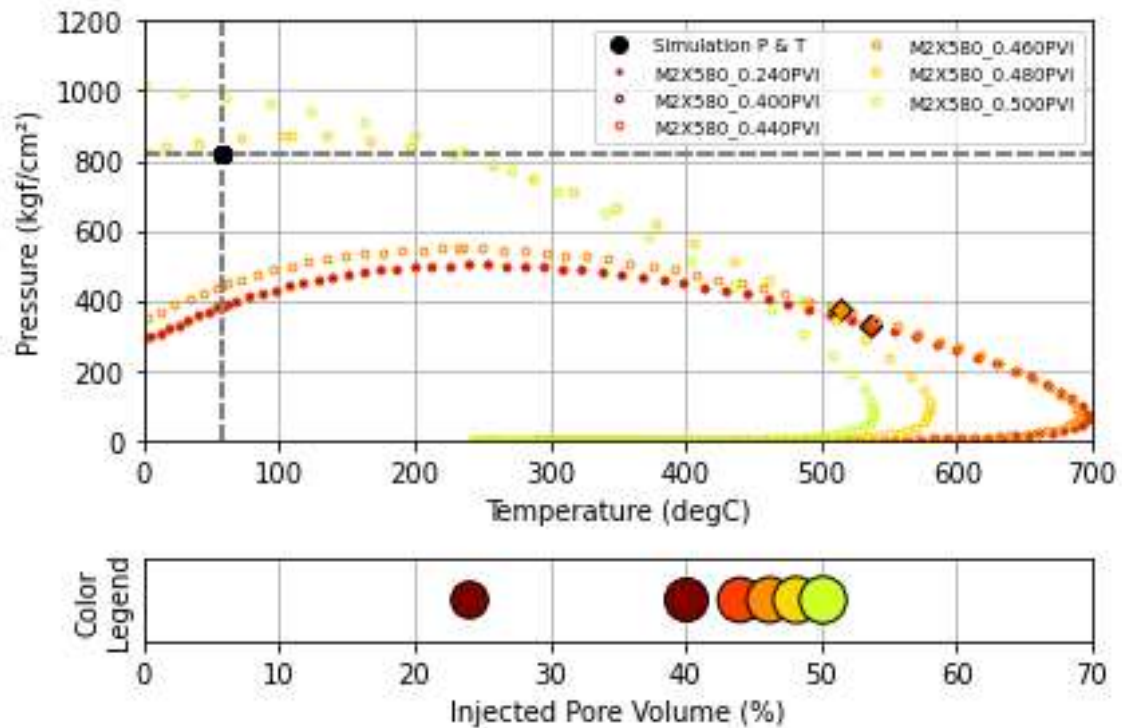 1200
1000
800
600
400
200
0
Pressure (kgf/cm²)
Simulation P & T
M2X580_0.240PVI
M2X580_0.400PVI
M2X580_0.440PVI
M2X580_0.460PVI
M2X580_0.480PVI
M2X580_0.500PVI
0 100 200 300 400 500 600 700
Temperature (degC)
Color
Legend
0 10 20 30 40 50 60 70
Injected Pore Volume (%)